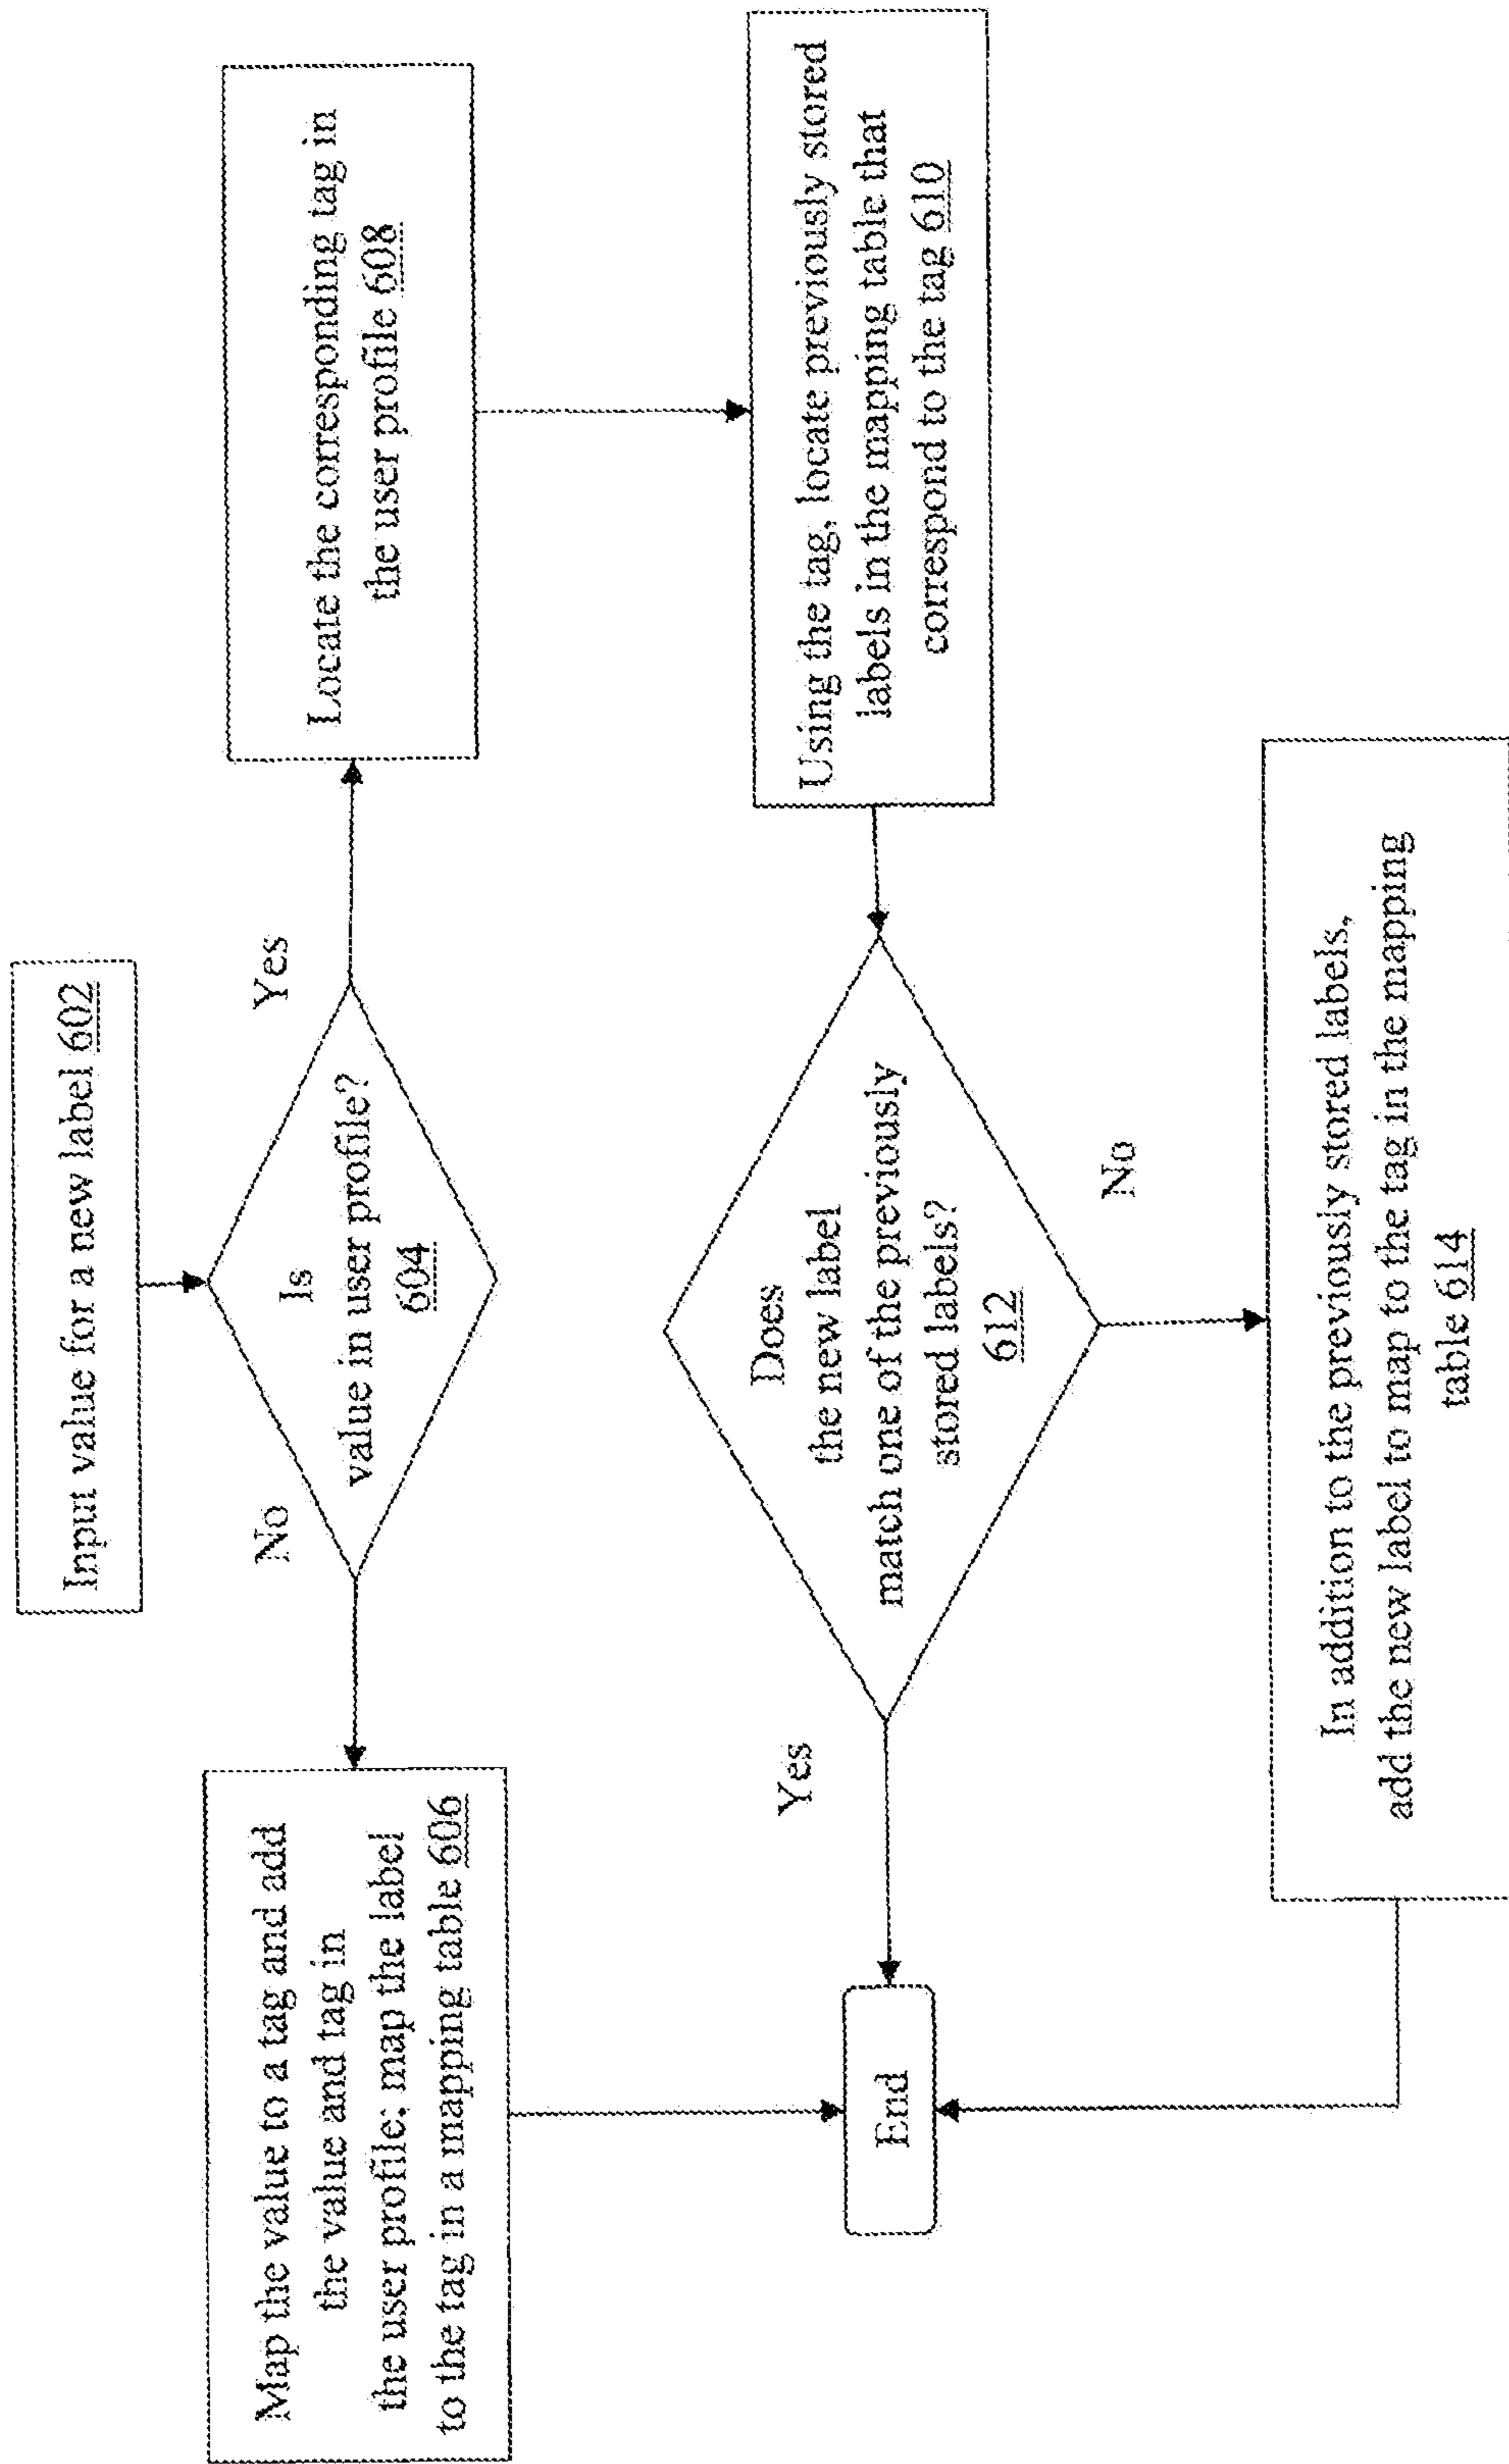 Input value for a new label 602
Is
value in user profile?
604
No
Yes
Map the value to a tag and add
the value and tag in
the user profile; map the label
to the tag in a mapping table 606
Locate the corresponding tag in
the user profile 608
Using the tag, locate previously stored
labels in the mapping table that
correspond to the tag 610
Does
the new label
match one of the previously
stored labels?
612
Yes
No
End
In addition to the previously stored labels,
add the new label to map to the tag in the mapping
table 614